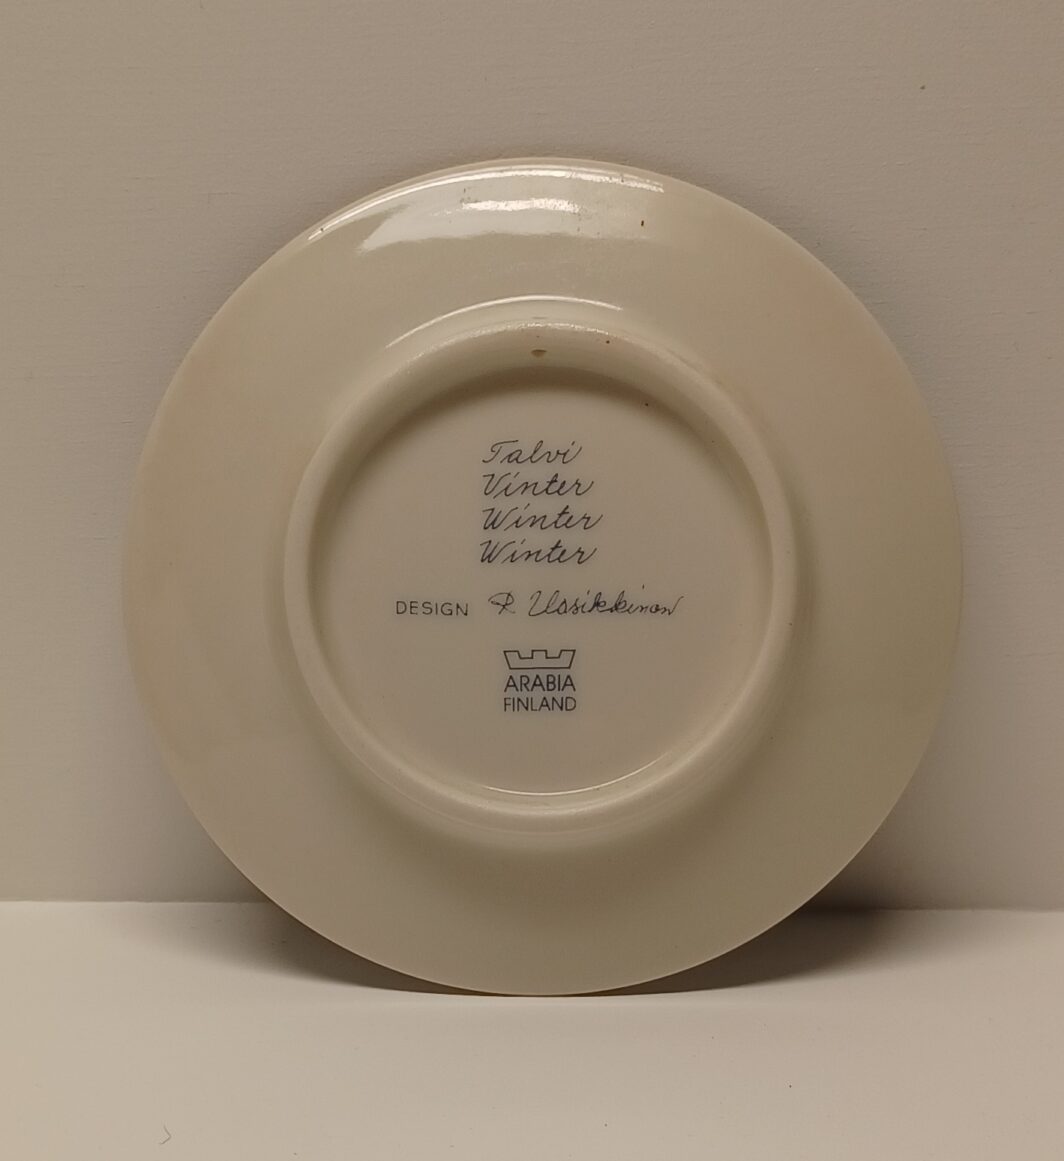 Talvi
Vinter
Winter
Winter
DESIGN R Uosikkinen
ARABIA
FINLAND